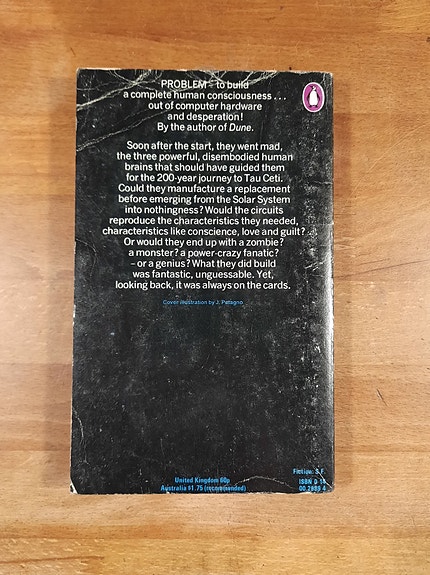 PROBLEM – to build
a complete human consciousness . . .
out of computer hardware
and desperation!
By the author of Dune.
Soon after the start, they went mad,
the three powerful, disembodied human
brains that should have guided them
for the 200-year journey to Tau Ceti.
Could they manufacture a replacement
before emerging from the Solar System
into nothingness? Would the circuits
reproduce the characteristics they needed,
characteristics like conscience, love and guilt?
Or would they end up with a zombie?
a monster? a power-crazy fanatic?
– or a genius? What they did build
was fantastic, unguessable. Yet,
looking back, it was always on the cards.
Cover illustration by J. Petagno
Fiction: S.F.
United Kingdom 60p
ISBN 0 14
Australia $1.75 (recommended)